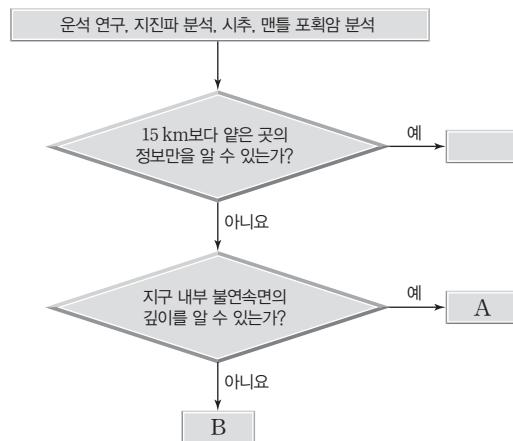 운석 연구, 지진파 분석, 시추, 맨틀 포획암 분석
15 km보다 얕은 곳의
정보만을 알 수 있는가?
예
아니요
지구 내부 불연속면의
깊이를 알 수 있는가?
예
A
아니요
B